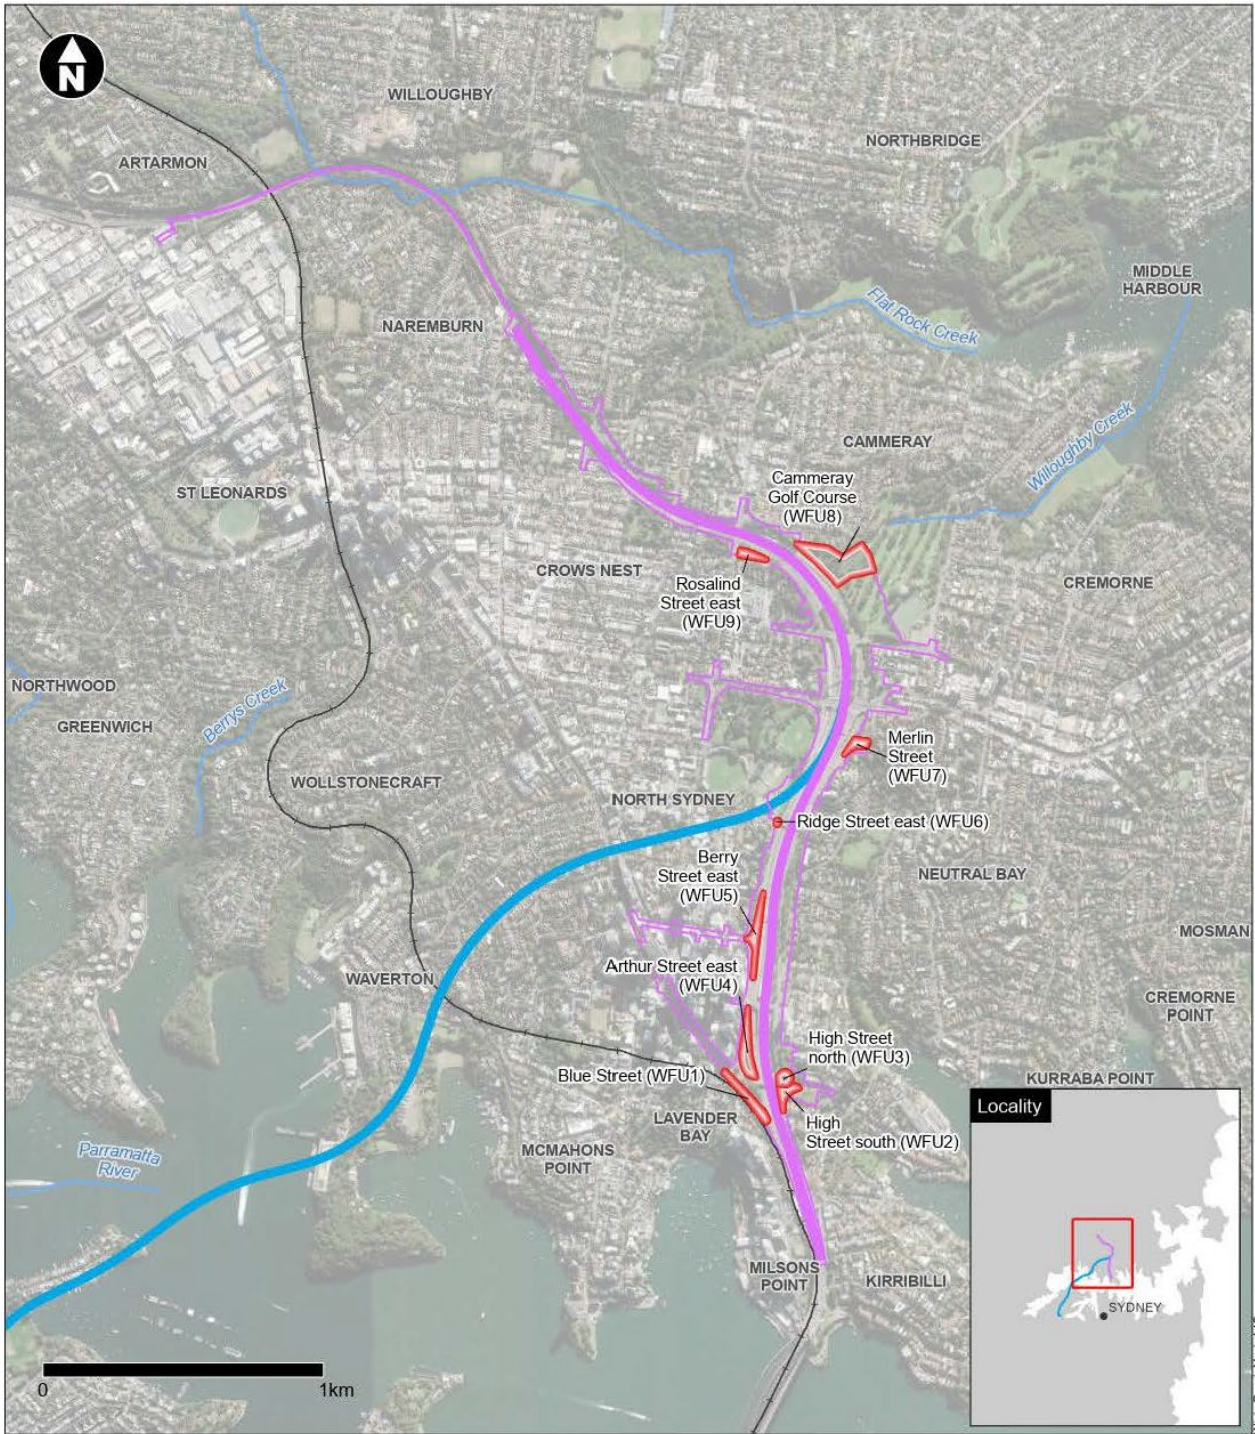 N
WILLOUGHBY
NORTHBRIDGE
ARTARMON
MIDDLE
HARBOUR
Flat Rock Creek
NAREMBURN
CAMMERAY
Willoughby Creek
Cammeray
Golf Course
(WFU8)
ST LEONARDS
CROWS NEST
Rosalind
Street east
(WFU9)
CREMORNE
NORTHWOOD
GREENWICH
Berrys Creek
Merlin
Street
(WFU7)
WOLLSTONECRAFT
NORTH SYDNEY
Ridge Street east (WFU6)
Berry
Street east
(WFU5)
NEUTRAL BAY
MOSMAN
Arthur Street east
(WFU4)
WAVERTON
CREMORNE
POINT
High Street
north (WFU3)
Blue Street (WFU1)
KURRABA POINT
LAVENDER
BAY
High
Street south (WFU2)
MCMAHONS
POINT
Parramatta
River
MILSONS
POINT
KIRRIBILLI
Locality
SYDNEY
0
1km